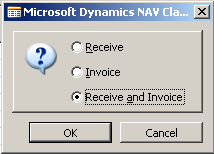 Microsoft Dynamics NAV Cla...
Receive
Invoice
Receive and Invoice
OK
Cancel